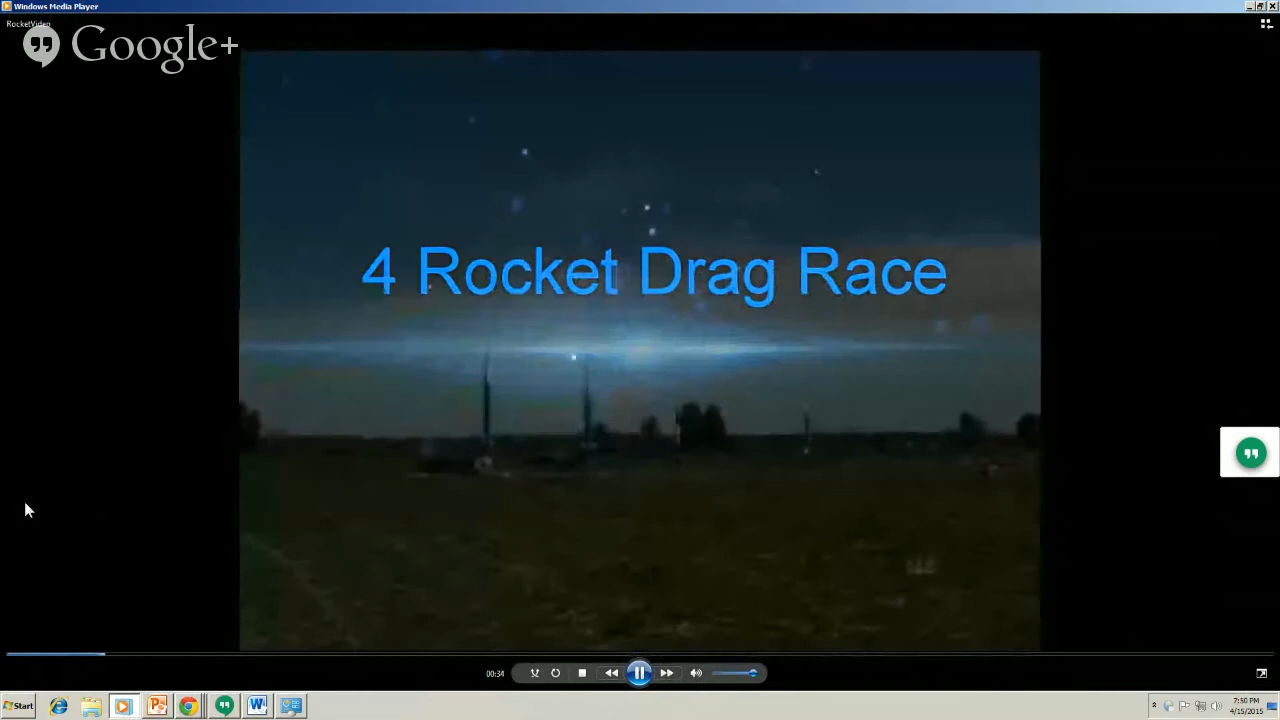 Windows Media Player
RocketVideo
Google+
4 Rocket Drag Race
00:34
Start
7:50 PM
4/15/2015